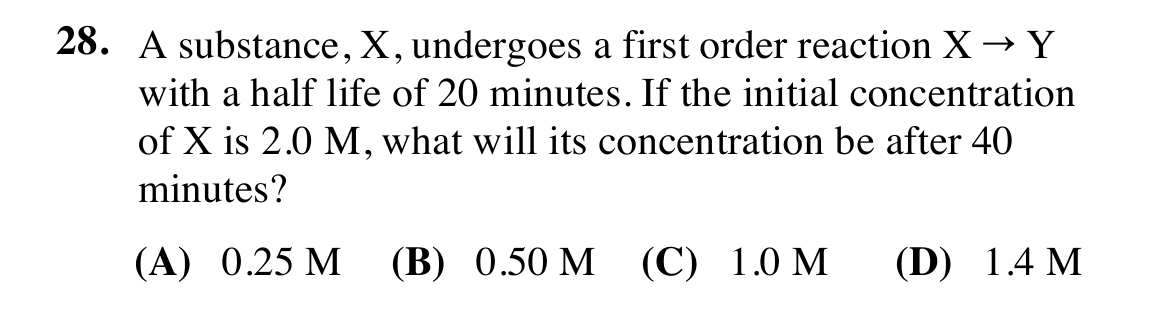 28. A substance, X, undergoes a first order reaction X → Y
with a half life of 20 minutes. If the initial concentration
of X is 2.0 M, what will its concentration be after 40
minutes?
(A) 0.25 M (B) 0.50 M (C) 1.0 M (D) 1.4 M